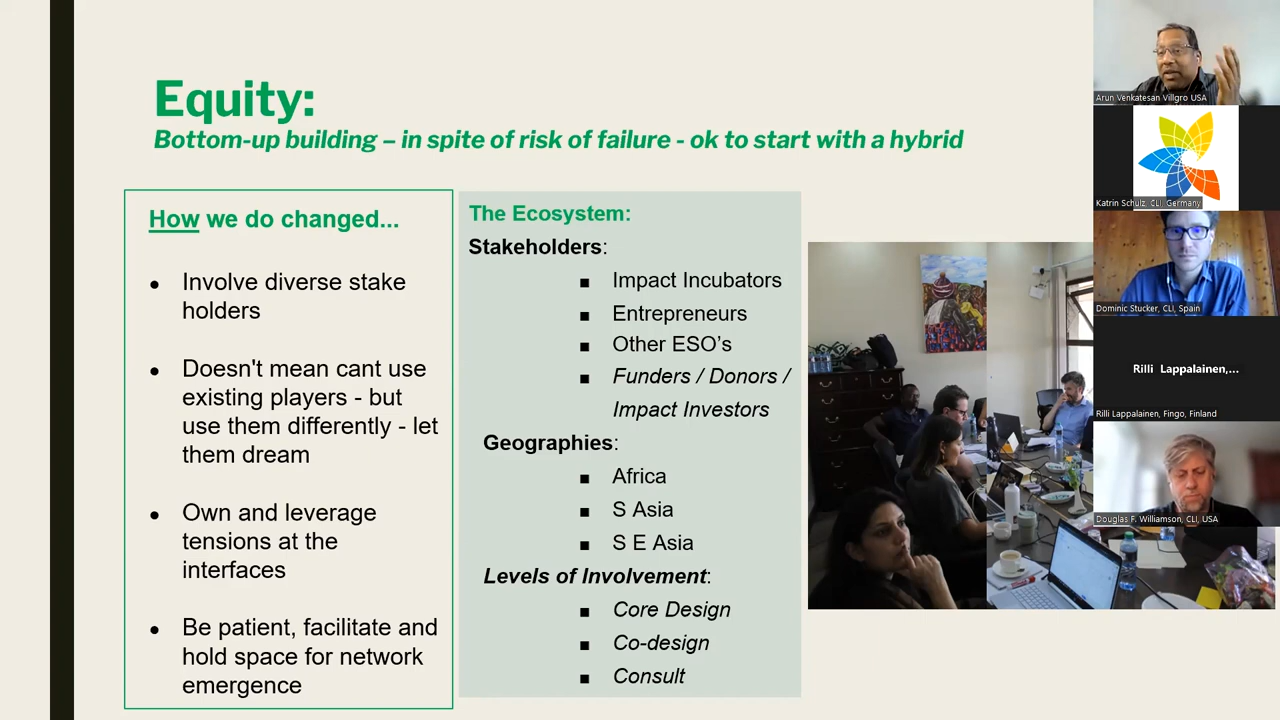 Equity:
Bottom-up building – in spite of risk of failure - ok to start with a hybrid
How we do changed...
● Involve diverse stake
holders
● Doesn't mean cant use
existing players - but
use them differently - let
them dream
● Own and leverage
tensions at the
interfaces
● Be patient, facilitate and
hold space for network
emergence
The Ecosystem:
Stakeholders:
■ Impact Incubators
■ Entrepreneurs
■ Other ESO’s
■ Funders / Donors /
Impact Investors
Geographies:
■ Africa
■ S Asia
■ S E Asia
Levels of Involvement:
■ Core Design
■ Co-design
■ Consult
Arun Venkatesan Villgro USA
Katrin Schulz, CLI, Germany
Dominic Stucker, CLI, Spain
Rilli Lappalainen,...
Rilli Lappalainen, Fingo, Finland
Douglas F. Williamson, CLI, USA